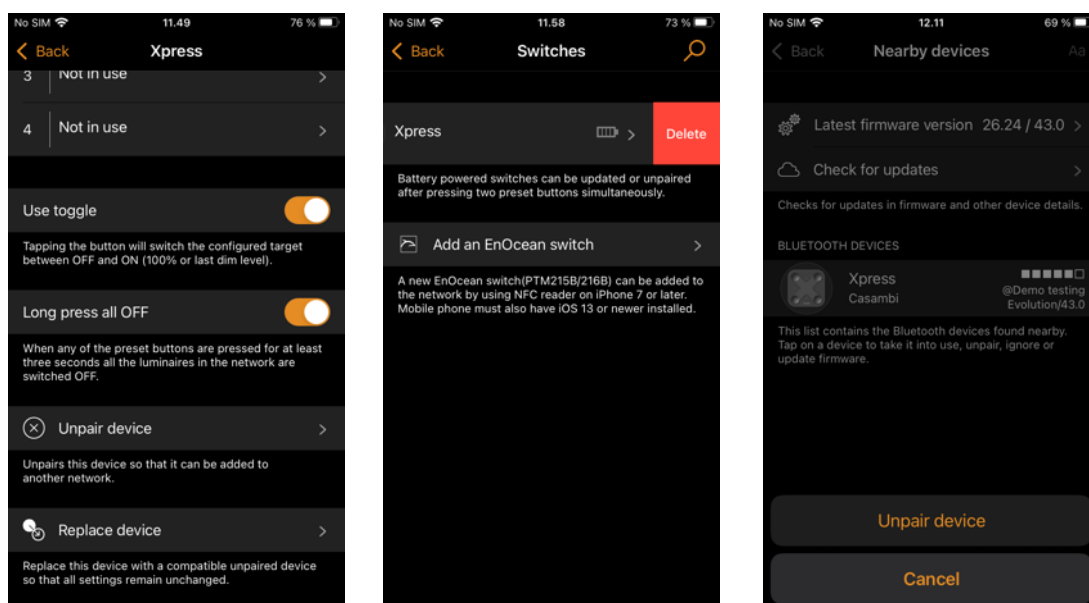 No SIM 11.49 76 %
Back Xpress
3 Not in use
4 Not in use
Use toggle
Tapping the button will switch the configured target
between OFF and ON (100% or last dim level).
Long press all OFF
When any of the preset buttons are pressed for at least
three seconds all the luminaires in the network are
switched OFF.
Unpair device
Unpairs this device so that it can be added to
another network.
Replace device
Replace this device with a compatible unpaired device
so that all settings remain unchanged.
No SIM 11.58 73 %
Back Switches
Xpress Delete
Battery powered switches can be updated or unpaired
after pressing two preset buttons simultaneously.
Add an EnOcean switch
A new EnOcean switch(PTM215B/216B) can be added to
the network by using NFC reader on iPhone 7 or later.
Mobile phone must also have iOS 13 or newer installed.
No SIM 12.11 69 %
Back Nearby devices Aa
Latest firmware version 26.24 / 43.0
Check for updates
Checks for updates in firmware and other device details.
BLUETOOTH DEVICES
Xpress
Casambi
@Demo testing
Evolution/43.0
This list contains the Bluetooth devices found nearby.
Tap on a device to take it into use, unpair, ignore or
update firmware.
Unpair device
Cancel